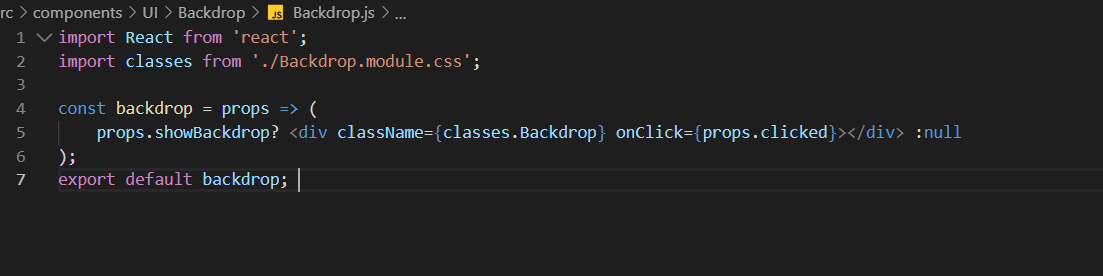 rc > components > UI > Backdrop > JS Backdrop.js > ...
1 import React from 'react';
2 import classes from './Backdrop.module.css';
3
4 const backdrop = props => (
5     props.showBackdrop? <div className={classes.Backdrop} onClick={props.clicked}></div> :null
6 );
7 export default backdrop;